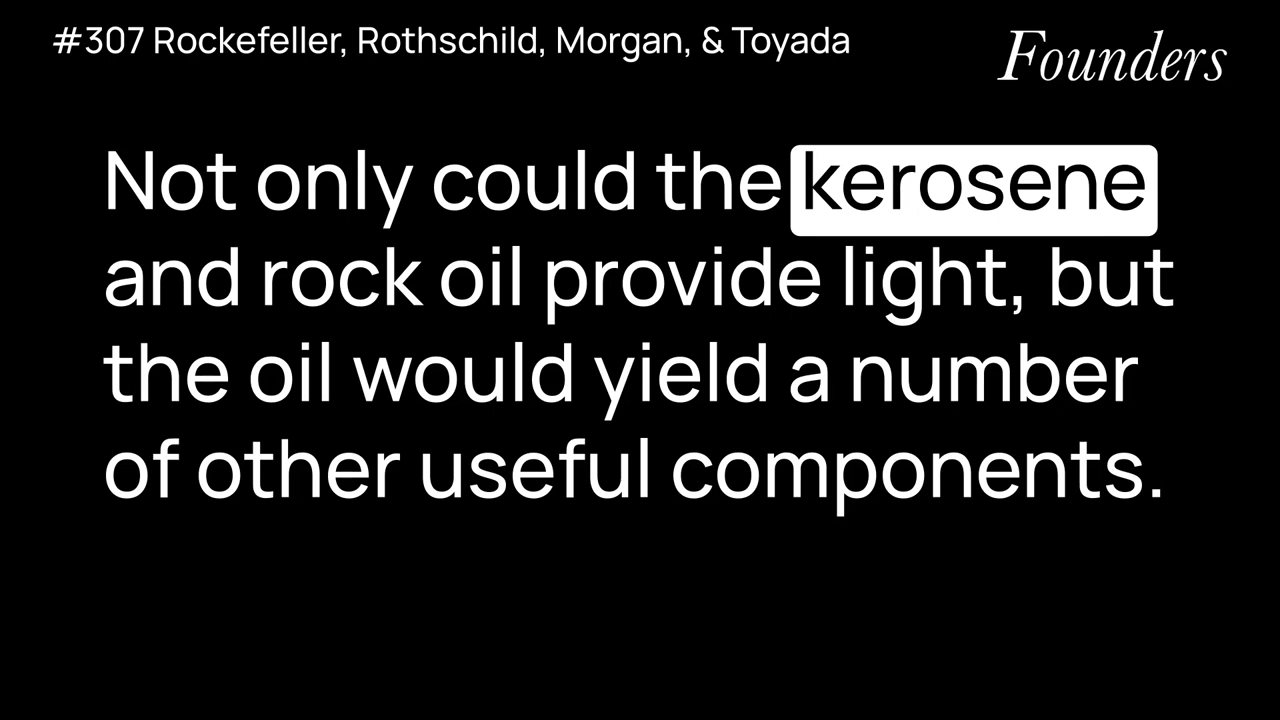 #307 Rockefeller, Rothschild, Morgan, & Toyada
Founders
Not only could the kerosene
and rock oil provide light, but
the oil would yield a number
of other useful components.